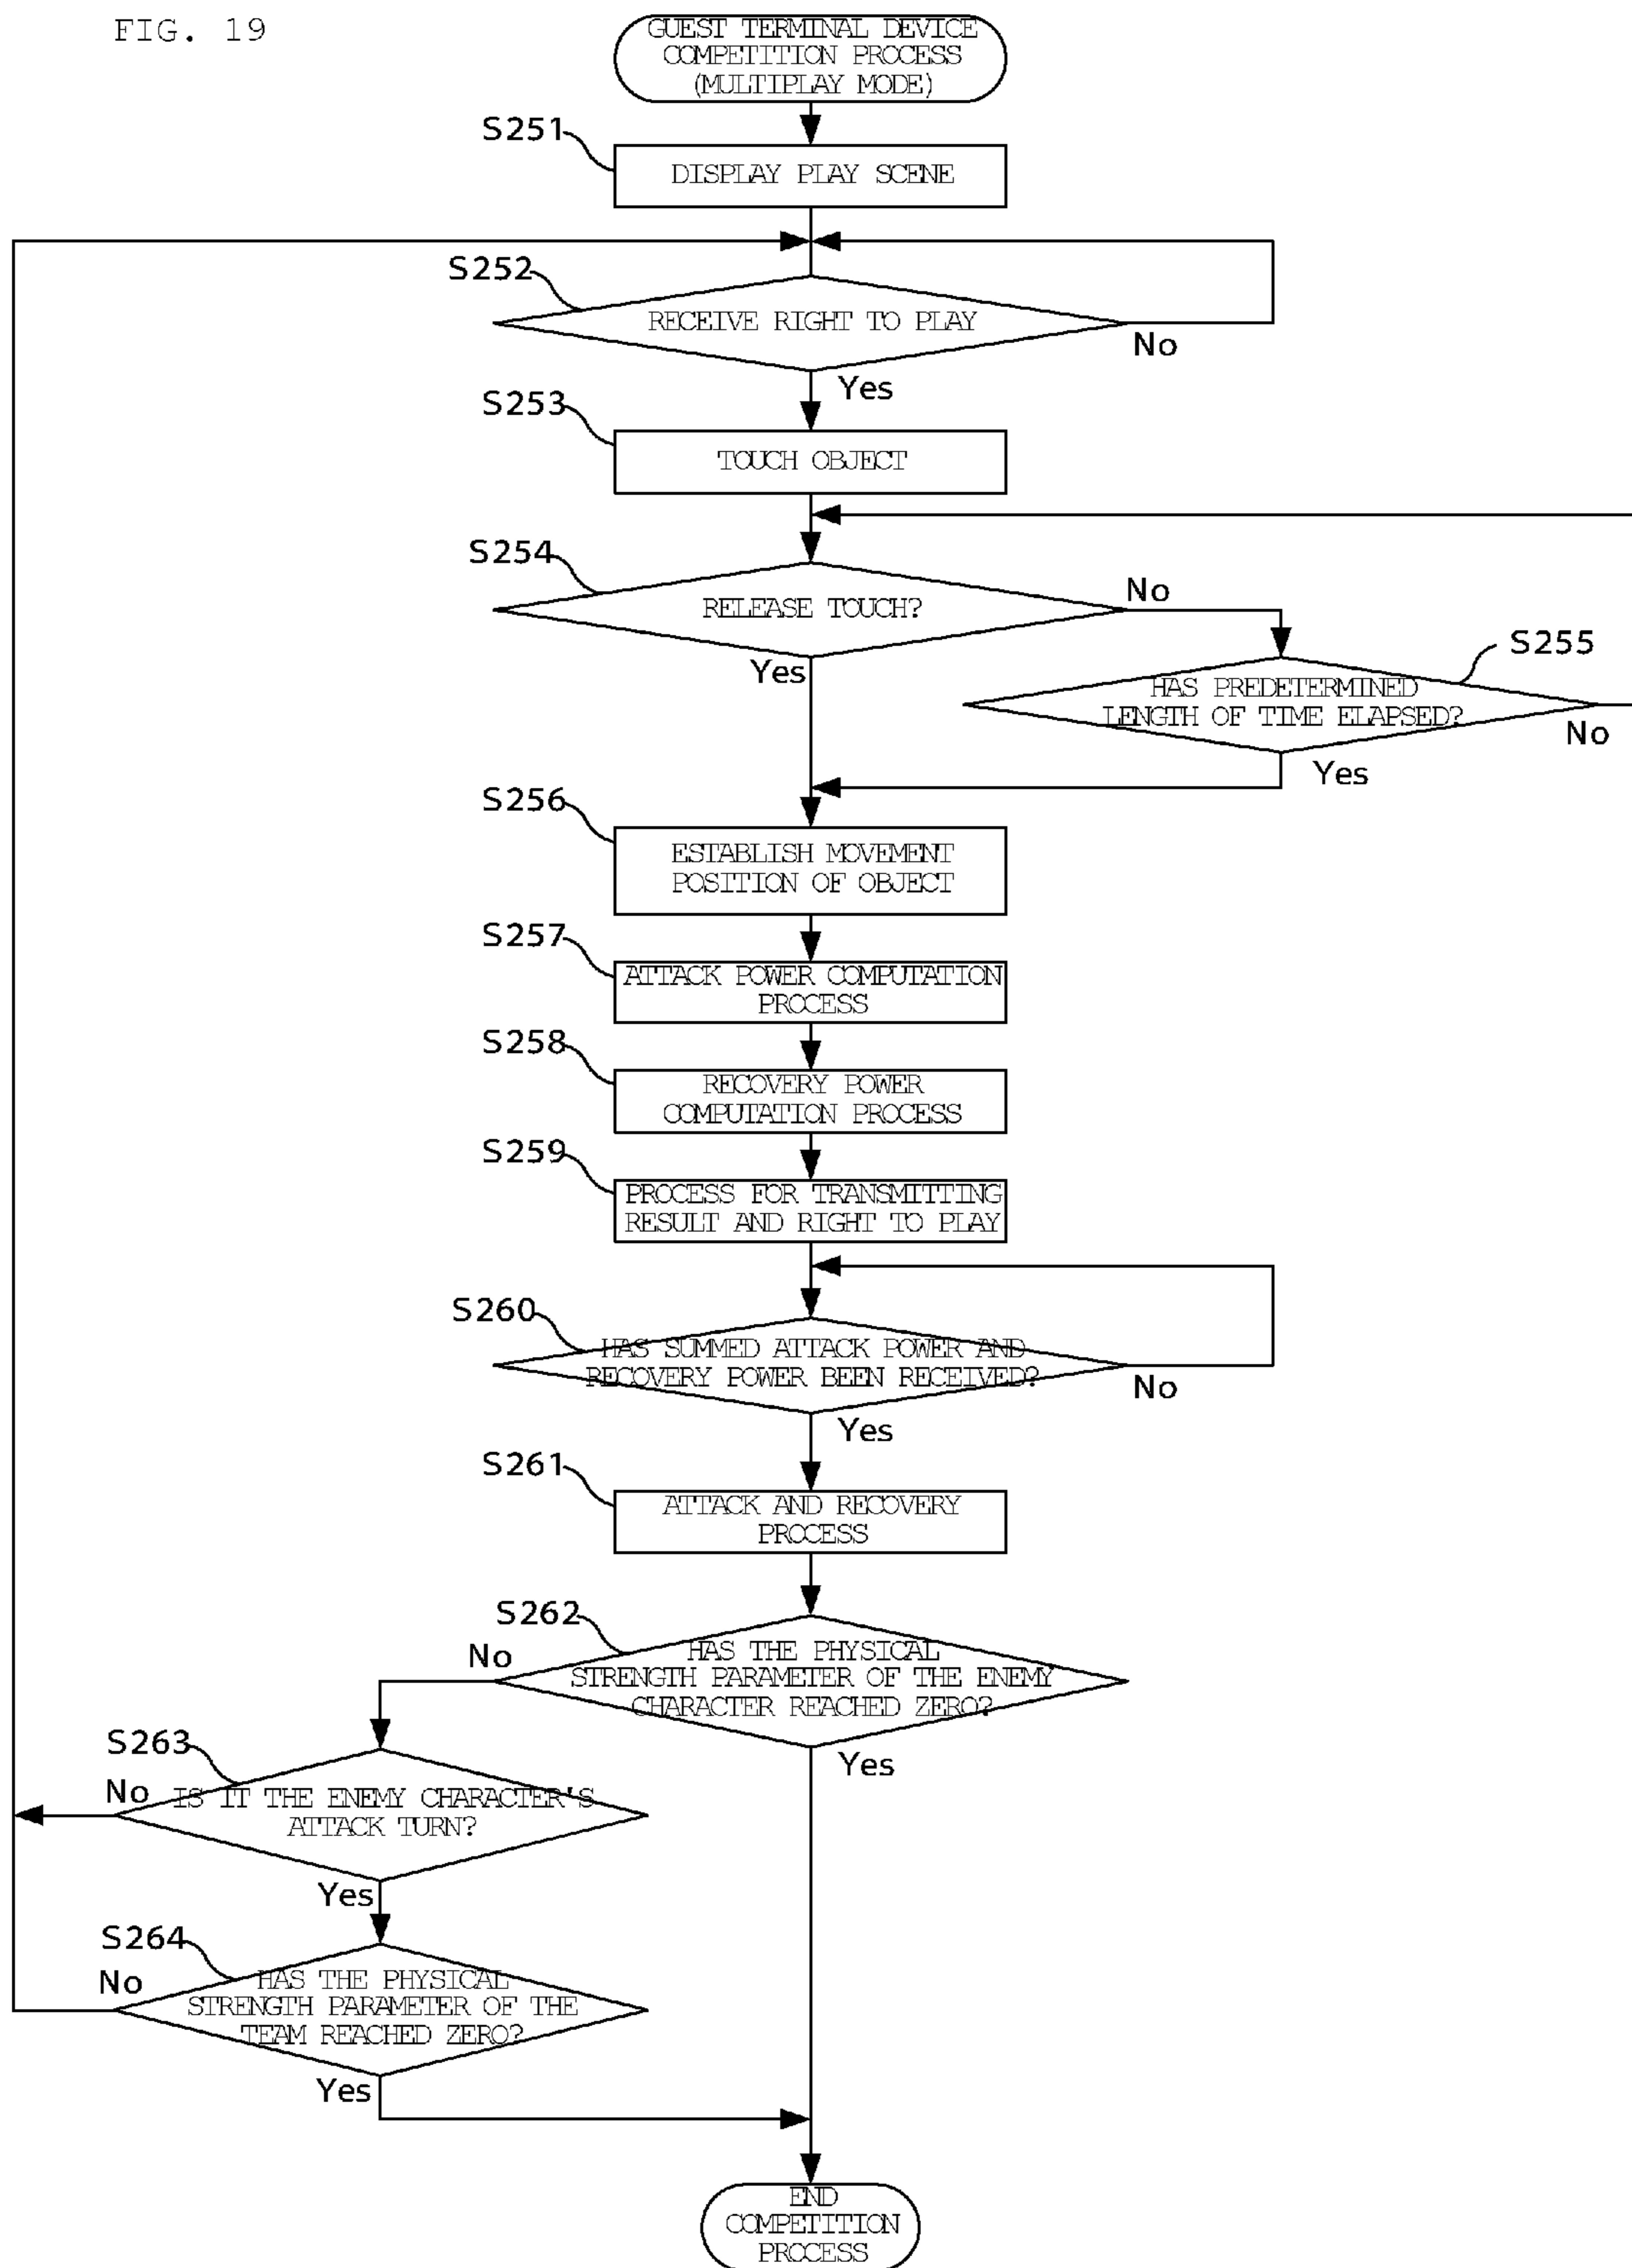 FIG. 19
GUEST TERMINAL DEVICE
COMPETITION PROCESS
(MULTIPLAY MODE)
S251
DISPLAY PLAY SCENE
S252
RECEIVE RIGHT TO PLAY
No
Yes
S253
TOUCH OBJECT
S254
RELEASE TOUCH?
No
Yes
S255
HAS PREDETERMINED
LENGTH OF TIME ELAPSED?
No
Yes
S256
ESTABLISH MOVEMENT
POSITION OF OBJECT
S257
ATTACK POWER COMPUTATION
PROCESS
S258
RECOVERY POWER
COMPUTATION PROCESS
S259
PROCESS FOR TRANSMITTING
RESULT AND RIGHT TO PLAY
S260
HAS SUMMED ATTACK POWER AND
RECOVERY POWER BEEN RECEIVED?
No
Yes
S261
ATTACK AND RECOVERY
PROCESS
S262
HAS THE PHYSICAL
STRENGTH PARAMETER OF THE ENEMY
CHARACTER REACHED ZERO?
No
Yes
S263
IS IT THE ENEMY CHARACTER'S
ATTACK TURN?
No
Yes
S264
HAS THE PHYSICAL
STRENGTH PARAMETER OF THE
TEAM REACHED ZERO?
No
Yes
END
COMPETITION
PROCESS